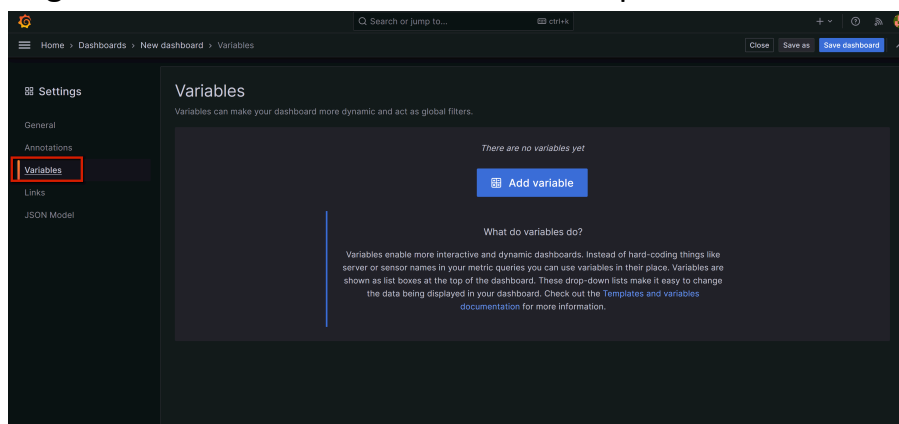 Search or jump to...
ctrl+k
Home › Dashboards › New dashboard › Variables
Close
Save as
Save dashboard
Settings
General
Annotations
Variables
Links
JSON Model
Variables
Variables can make your dashboard more dynamic and act as global filters.
There are no variables yet
Add variable
What do variables do?
Variables enable more interactive and dynamic dashboards. Instead of hard-coding things like
server or sensor names in your metric queries you can use variables in their place. Variables are
shown as list boxes at the top of the dashboard. These drop-down lists make it easy to change
the data being displayed in your dashboard. Check out the Templates and variables
documentation for more information.